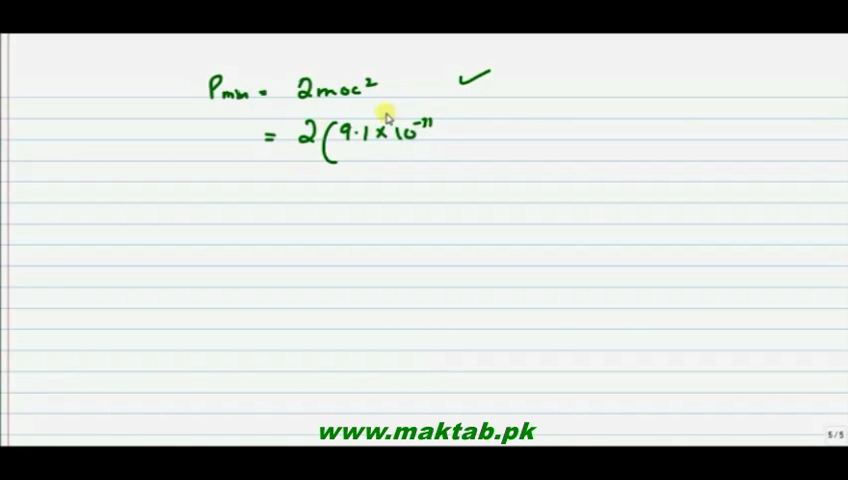 Pmin = 2moc²
= 2(9.1×10⁻³¹
www.maktab.pk
5/5